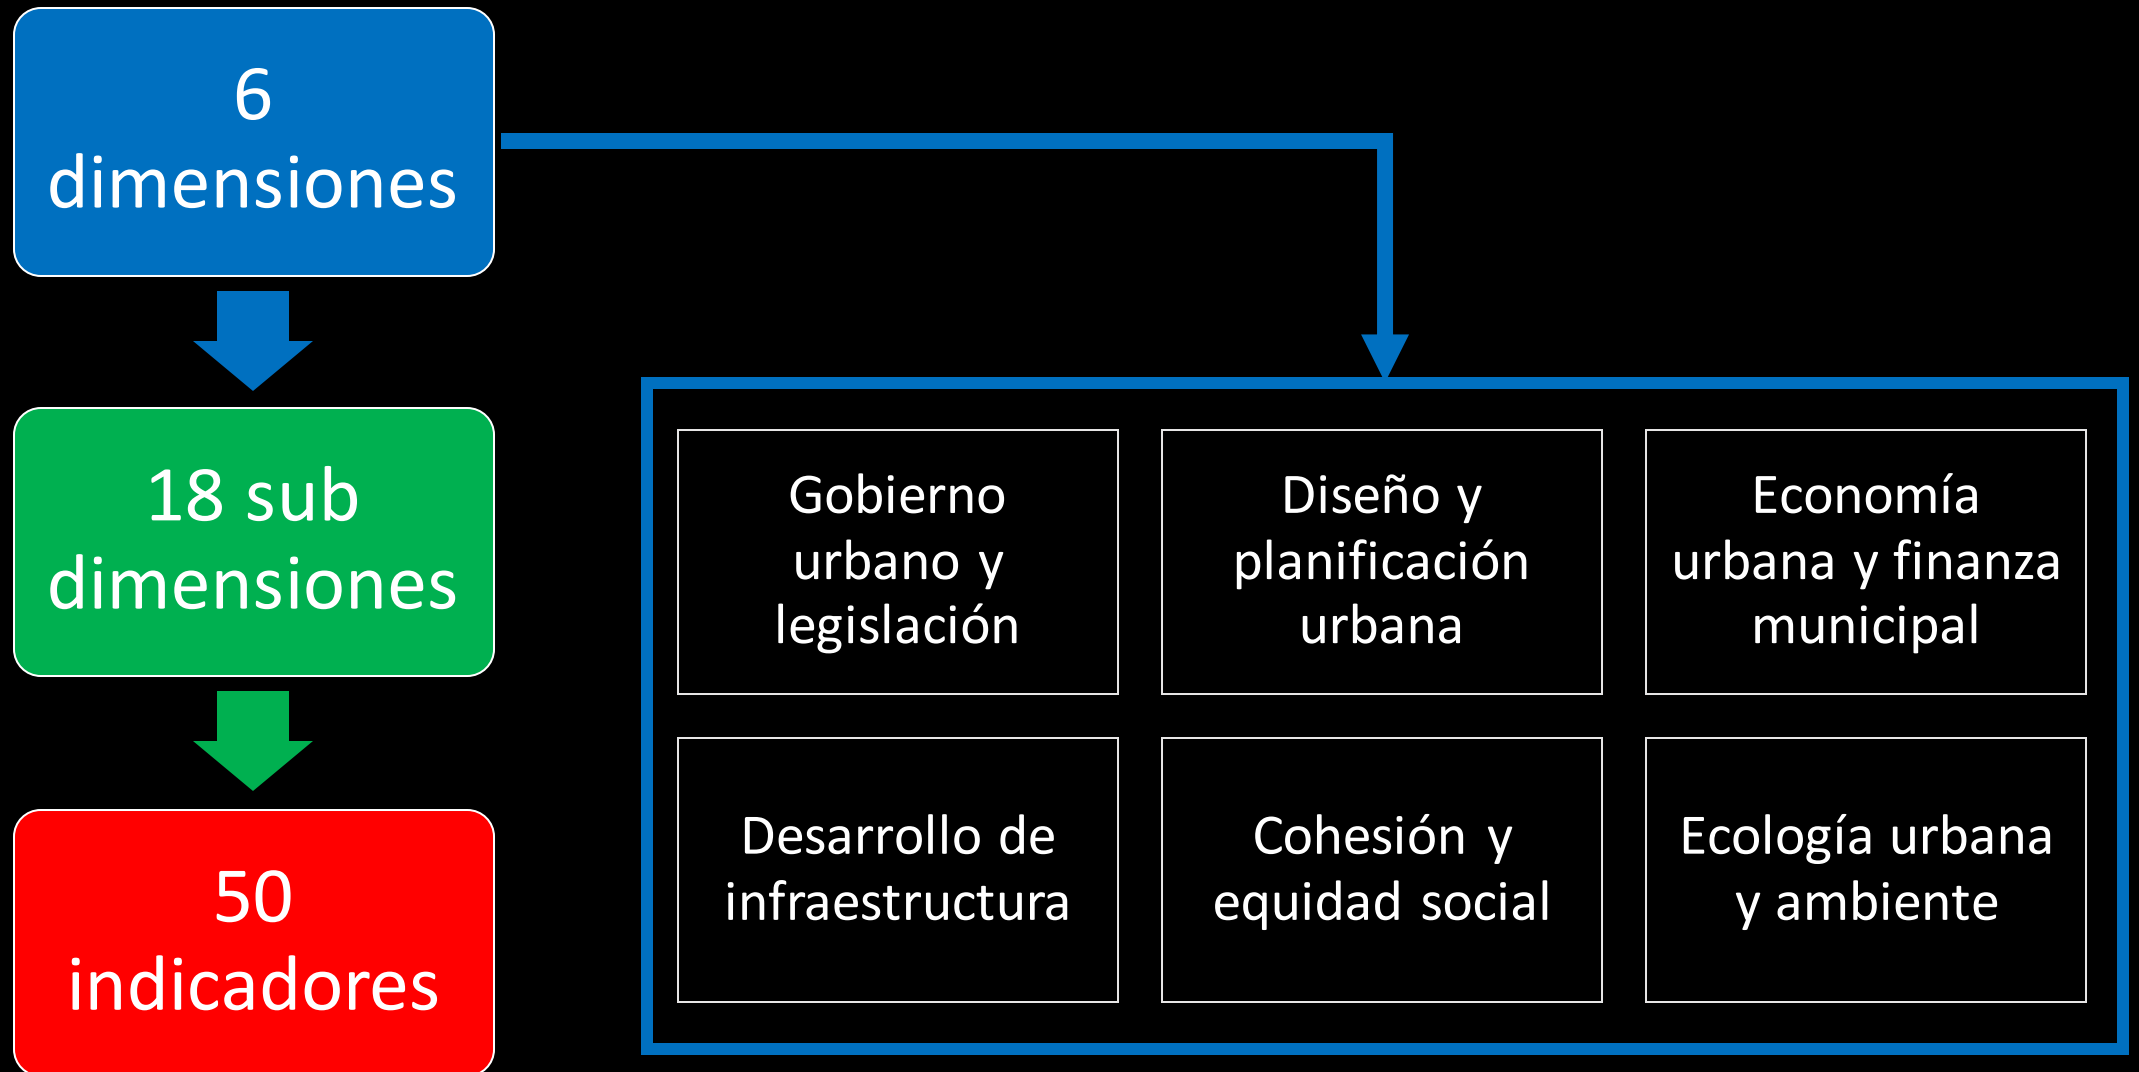 6
dimensiones
18 sub
dimensiones
50
indicadores
Gobierno
urbano y
legislación
Diseño y
planificación
urbana
Economía
urbana y finanza
municipal
Desarrollo de
infraestructura
Cohesión y
equidad social
Ecología urbana
y ambiente